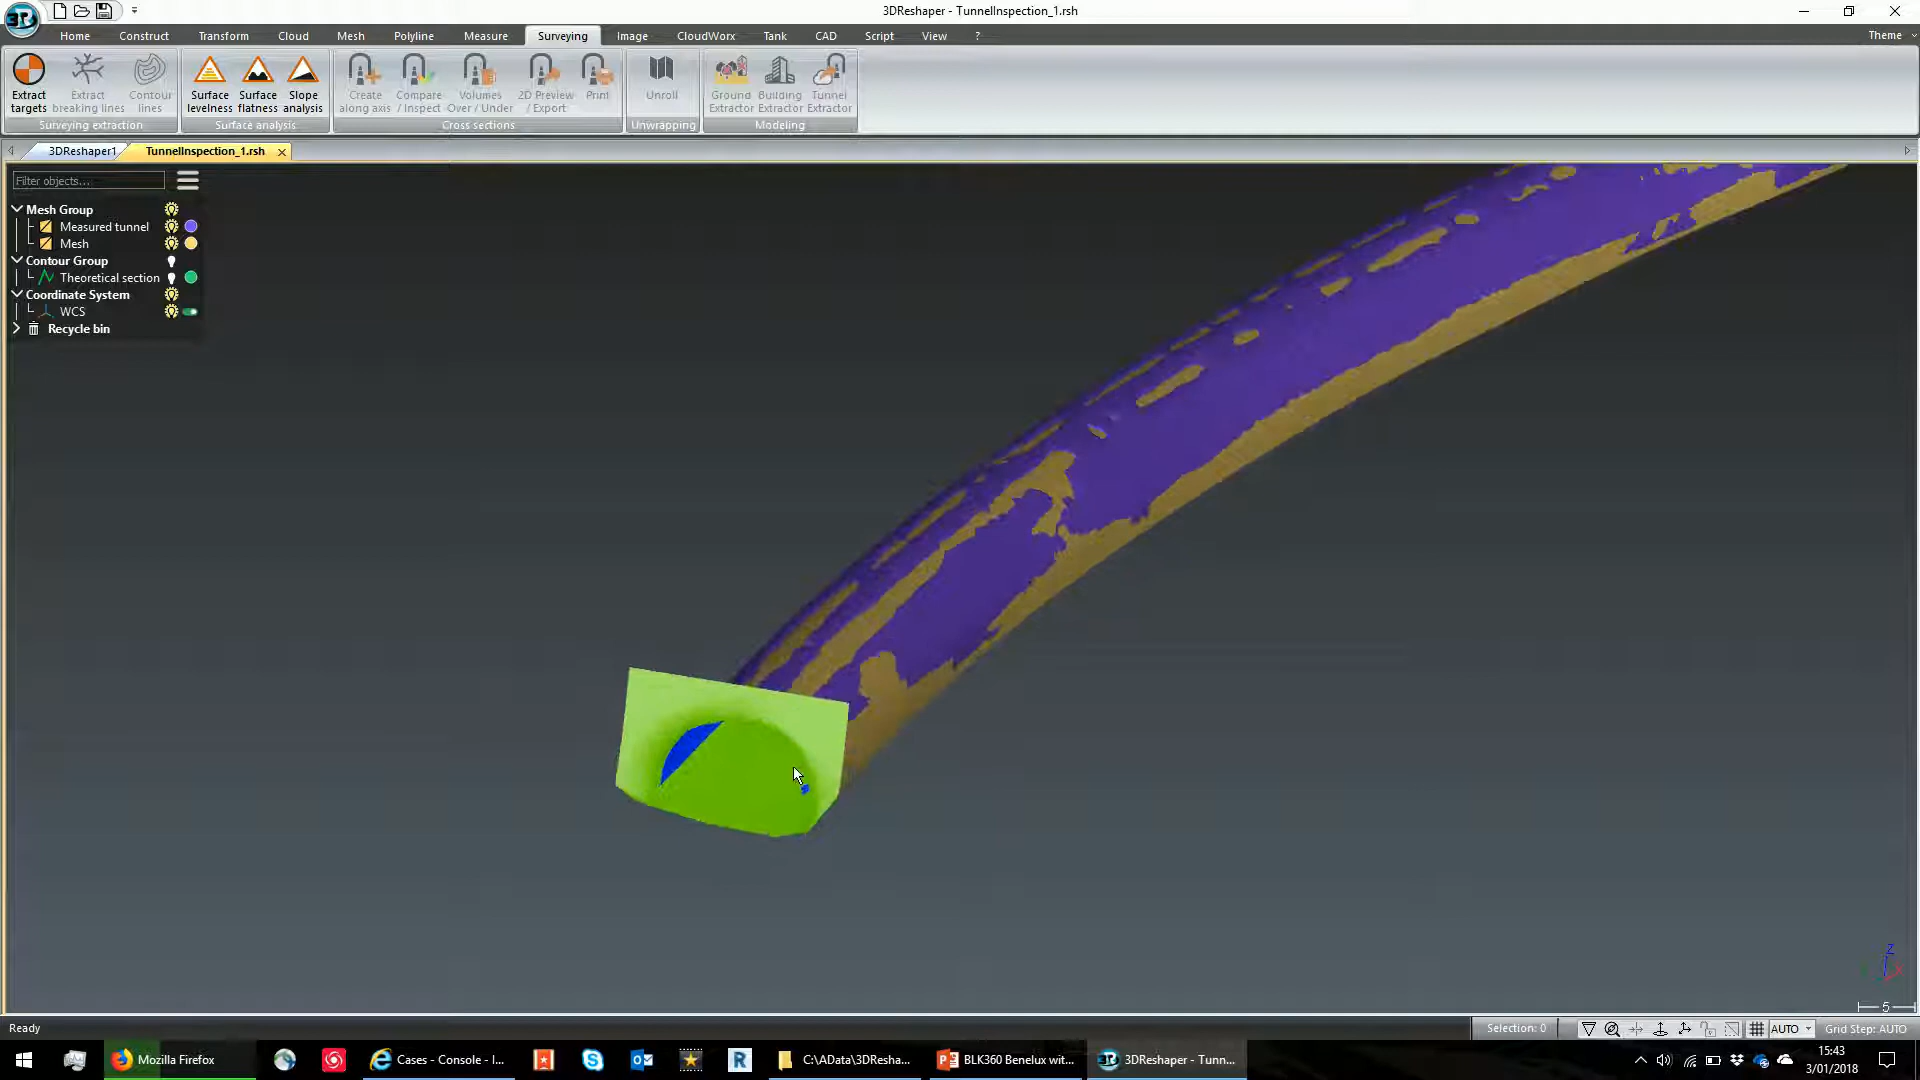 3DReshaper - TunnelInspection_1.rsh
Home Construct Transform Cloud Mesh Polyline Measure Surveying Image CloudWorx Tank CAD Script View ? Theme
Extract targets
Extract breaking lines
Contour lines
Surveying extraction
Surface levelness
Surface flatness
Slope analysis
Surface analysis
Create along axis
Compare / Inspect
Volumes Over / Under
2D Preview / Export
Print
Cross sections
Unroll
Unwrapping
Ground Extractor
Building Extractor
Tunnel Extractor
Modeling
3DReshaper1 TunnelInspection_1.rsh
Filter objects...
Mesh Group
Measured tunnel
Mesh
Contour Group
Theoretical section
Coordinate System
WCS
Recycle bin
Z
X
5
Ready Selection: 0 AUTO Grid Step: AUTO
Mozilla Firefox Cases - Console - I... C:\AData\3DResha... BLK360 Benelux wit... 3DReshaper - Tunn...
15:43
3/01/2018